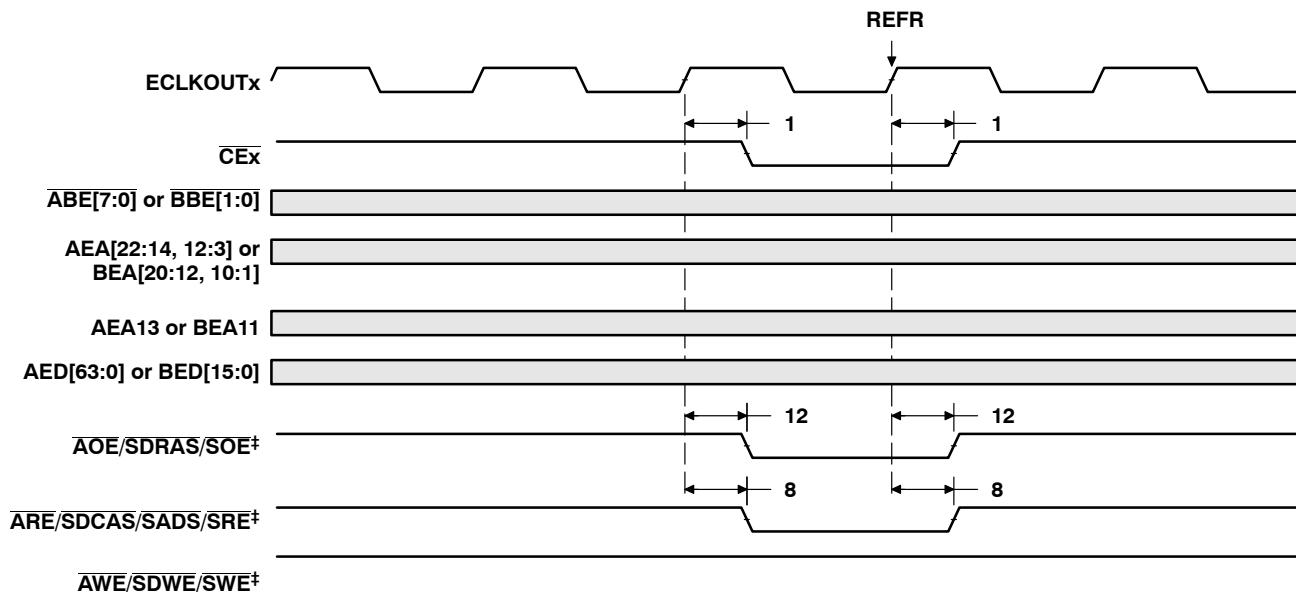 REFR
ECLKOUTx
1 1
CEx
ABE[7:0] or BBE[1:0]
AEA[22:14, 12:3] or
BEA[20:12, 10:1]
AEA13 or BEA11
AED[63:0] or BED[15:0]
12 12
AOE/SDRAS/SOE‡
8 8
ARE/SDCAS/SADS/SRE‡
AWE/SDWE/SWE‡